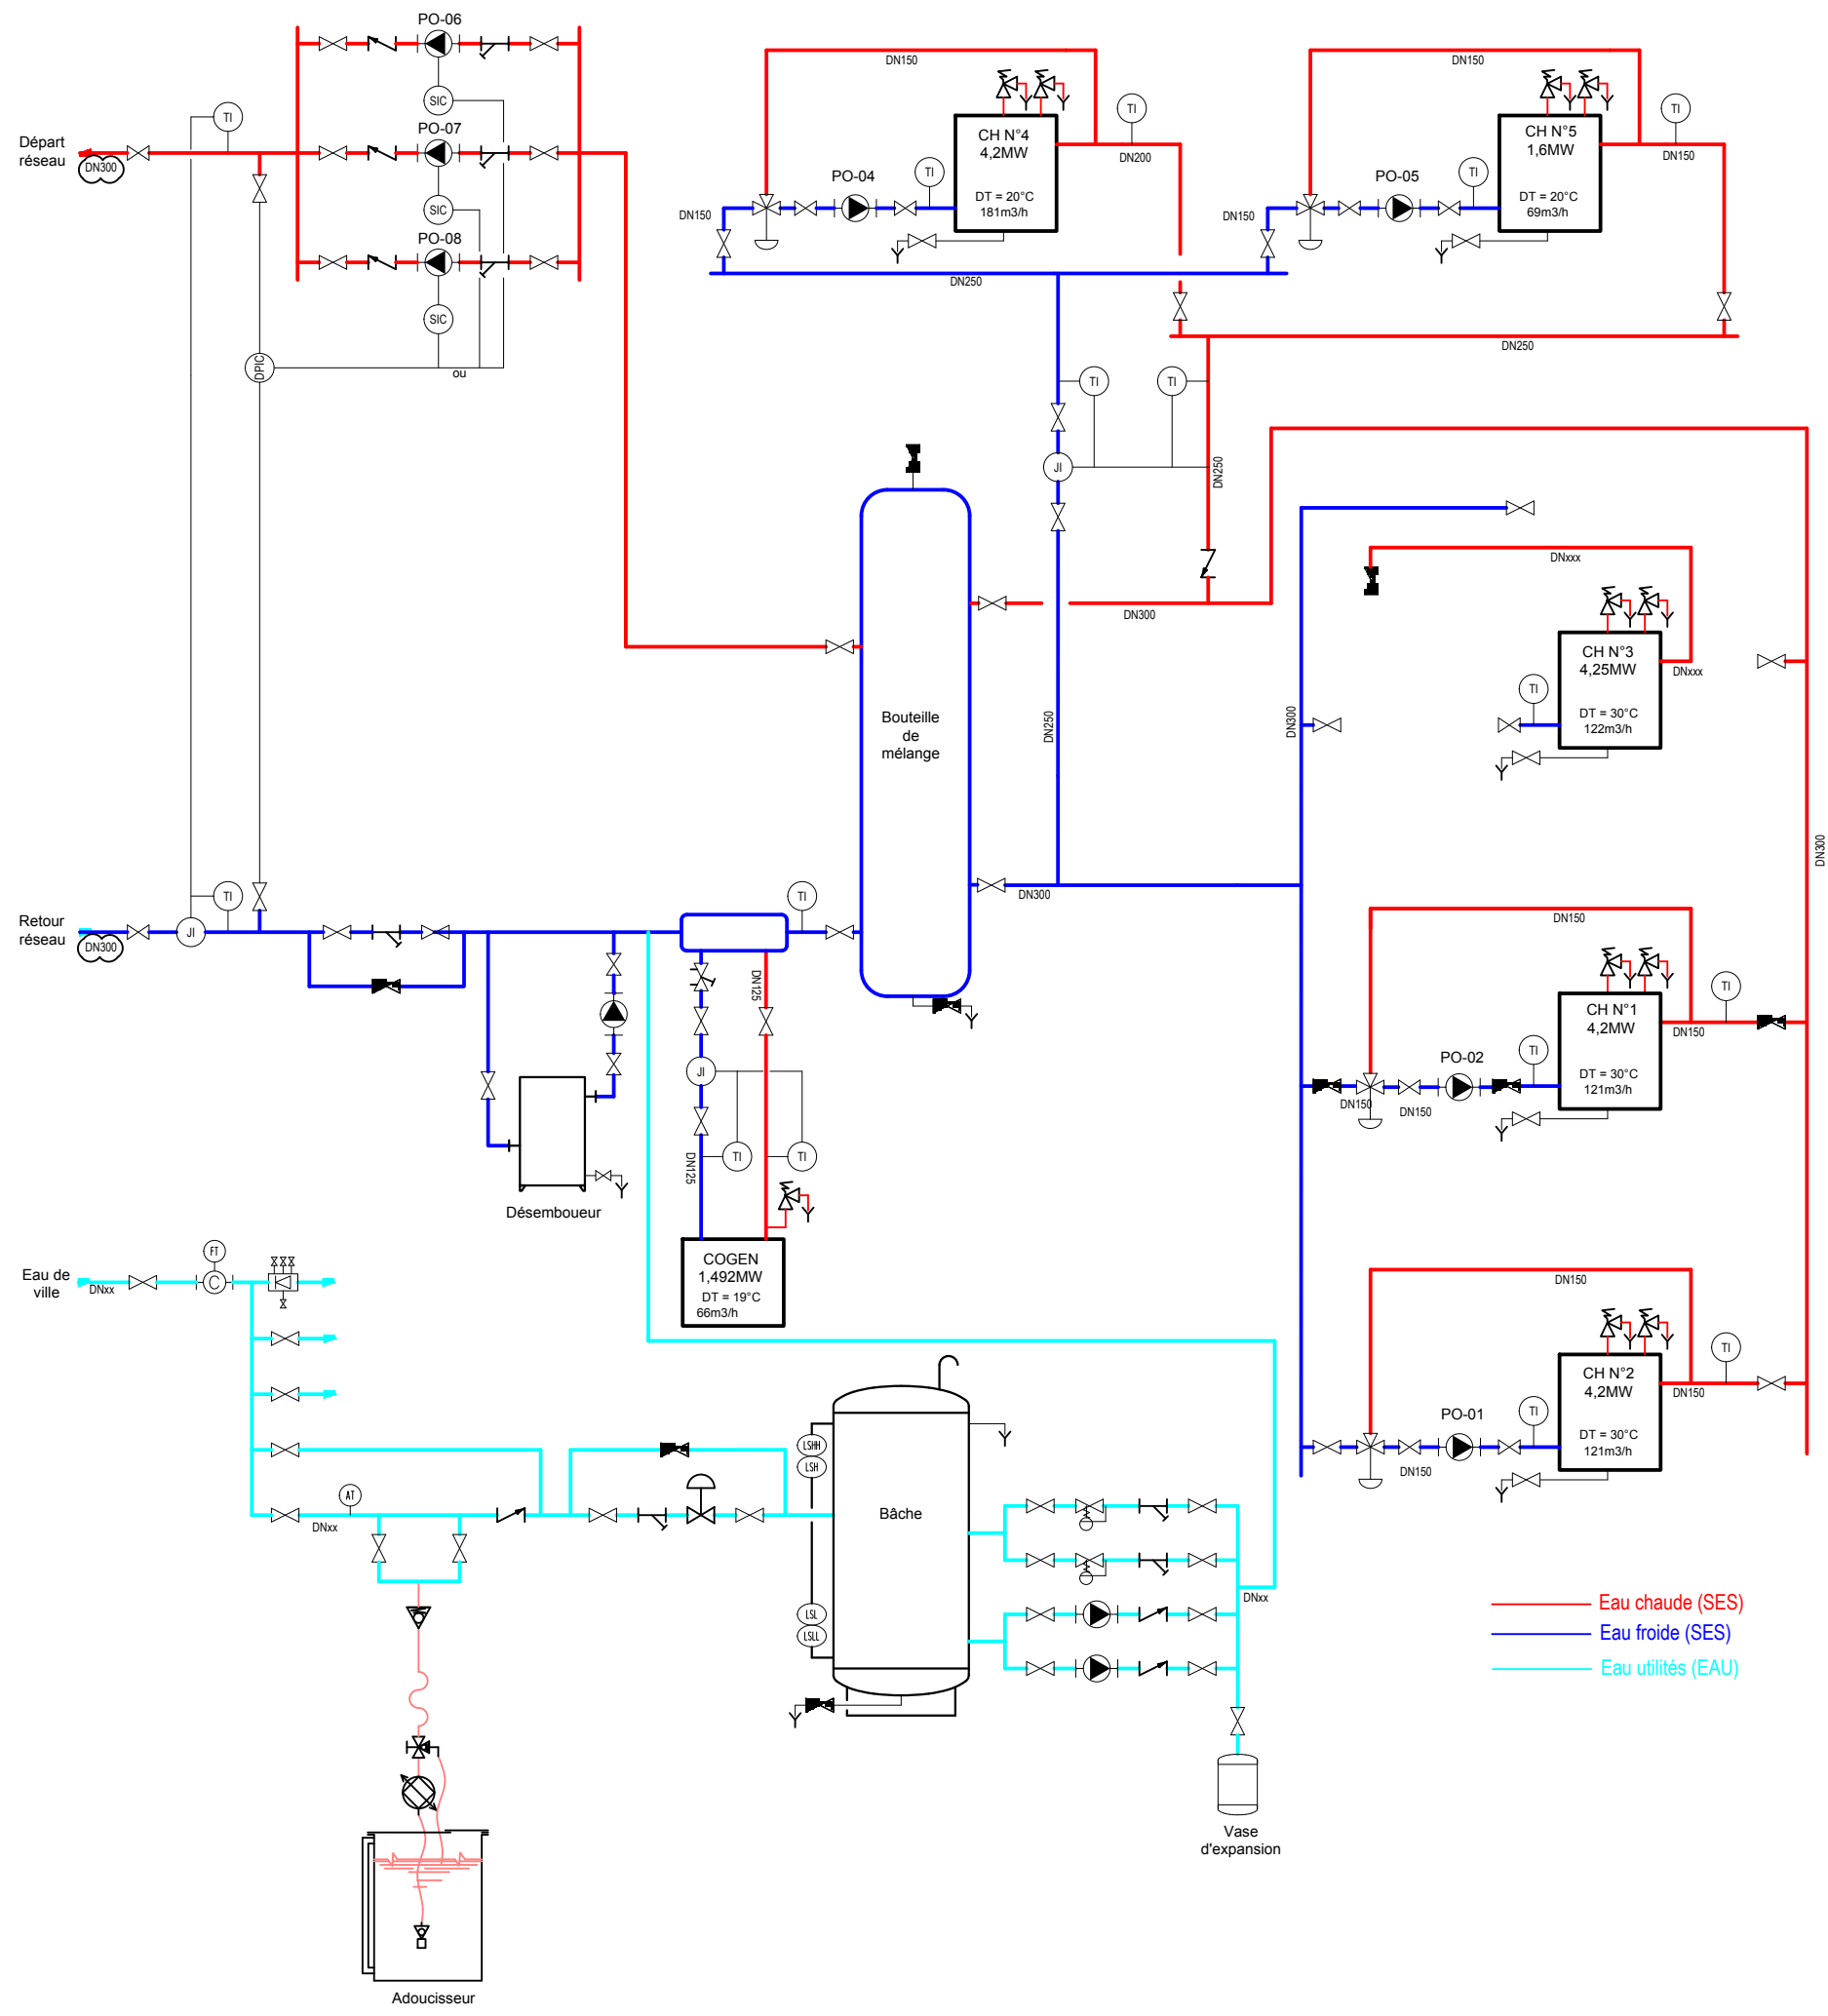 PO-06
SIC
TI
Départ
réseau
DN300
PO-07
SIC
PO-08
SIC
DPIC
ou
DN150
TI
CH N°4
4,2MW
DT = 20°C
181m3/h
DN200
PO-04
TI
DN150
DN250
DN150
TI
CH N°5
1,6MW
DT = 20°C
69m3/h
DN150
PO-05
TI
DN150
DN250
TI
TI
JI
DN250
DN300
DN250
Bouteille
de
mélange
DN300
DN300
DNxxx
CH N°3
4,25MW
DT = 30°C
122m3/h
DNxxx
TI
DN300
Retour
réseau
DN300
JI
TI
TI
DN125
JI
TI
TI
DN125
Désemboueur
COGEN
1,492MW
DT = 19°C
66m3/h
DN150
CH N°1
4,2MW
DT = 30°C
121m3/h
TI
DN150
PO-02
TI
DN150
DN150
DN150
CH N°2
4,2MW
DT = 30°C
121m3/h
TI
DN150
PO-01
TI
DN150
Eau de
ville
DNxx
FT
C
AT
DNxx
LSHH
LSH
Bâche
LSL
LSLL
DNxx
Vase
d'expansion
Adoucisseur
Eau chaude (SES)
Eau froide (SES)
Eau utilités (EAU)